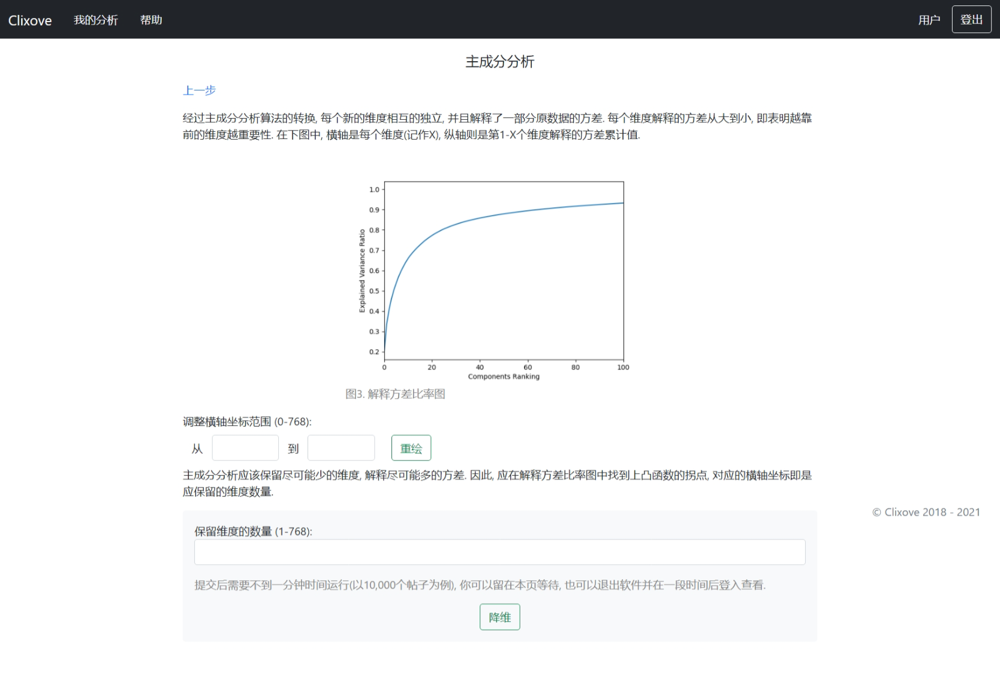 Clixove 我的分析 帮助 用户 登出
主成分分析
上一步
经过主成分分析算法的转换, 每个新的维度相互的独立, 并且解释了一部分原数据的方差. 每个维度解释的方差从大到小, 即表明越靠
前的维度越重要性. 在下图中, 横轴是每个维度(记作X), 纵轴则是第1-X个维度解释的方差累计值.
1.0
0.9
0.8
0.7
0.6
0.5
0.4
0.3
0.2
Explained Variance Ratio
0 20 40 60 80 100
Components Ranking
图3. 解释方差比率图
调整横轴坐标范围 (0-768):
从 到 重绘
主成分分析应该保留尽可能少的维度, 解释尽可能多的方差. 因此, 应在解释方差比率图中找到上凸函数的拐点, 对应的横轴坐标即是
应保留的维度数量.
© Clixove 2018 - 2021
保留维度的数量 (1-768):
提交后需要不到一分钟时间运行(以10,000个帖子为例), 你可以留在本页等待, 也可以退出软件并在一段时间后登入查看.
降维